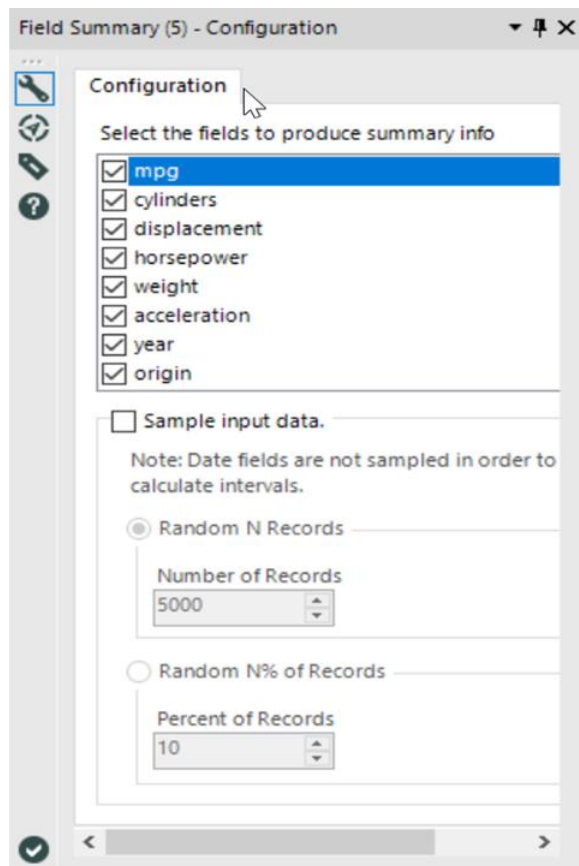 Field Summary (5) - Configuration
Configuration
Select the fields to produce summary info
mpg
cylinders
displacement
horsepower
weight
acceleration
year
origin
Sample input data.
Note: Date fields are not sampled in order to
calculate intervals.
Random N Records
Number of Records
5000
Random N% of Records
Percent of Records
10